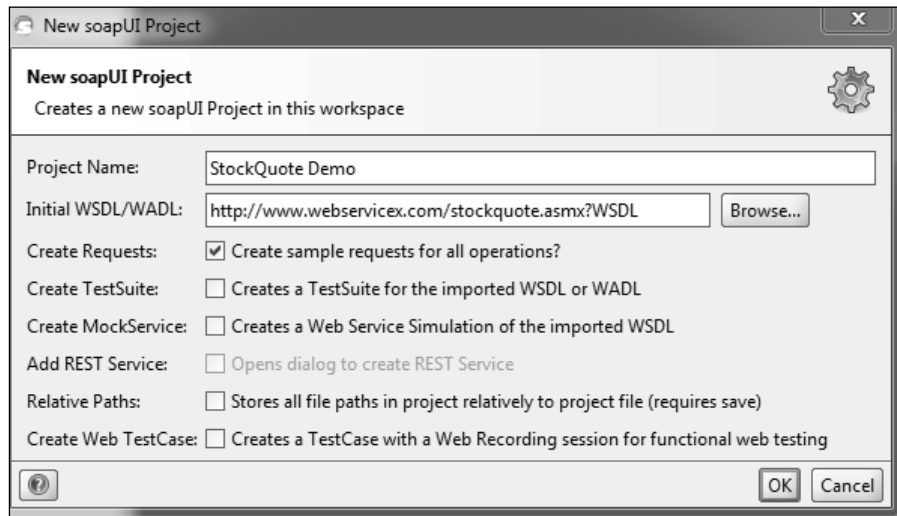 New soapUI Project
x
New soapUI Project
Creates a new soapUI Project in this workspace
Project Name: StockQuote Demo
Initial WSDL/WADL: http://www.webservicex.com/stockquote.asmx?WSDL Browse...
Create Requests: Create sample requests for all operations?
Create TestSuite: Creates a TestSuite for the imported WSDL or WADL
Create MockService: Creates a Web Service Simulation of the imported WSDL
Add REST Service: Opens dialog to create REST Service
Relative Paths: Stores all file paths in project relatively to project file (requires save)
Create Web TestCase: Creates a TestCase with a Web Recording session for functional web testing
? OK Cancel